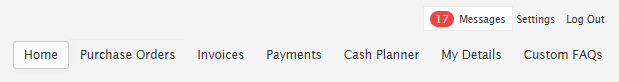 17 Messages Settings Log Out
Home Purchase Orders Invoices Payments Cash Planner My Details Custom FAQs